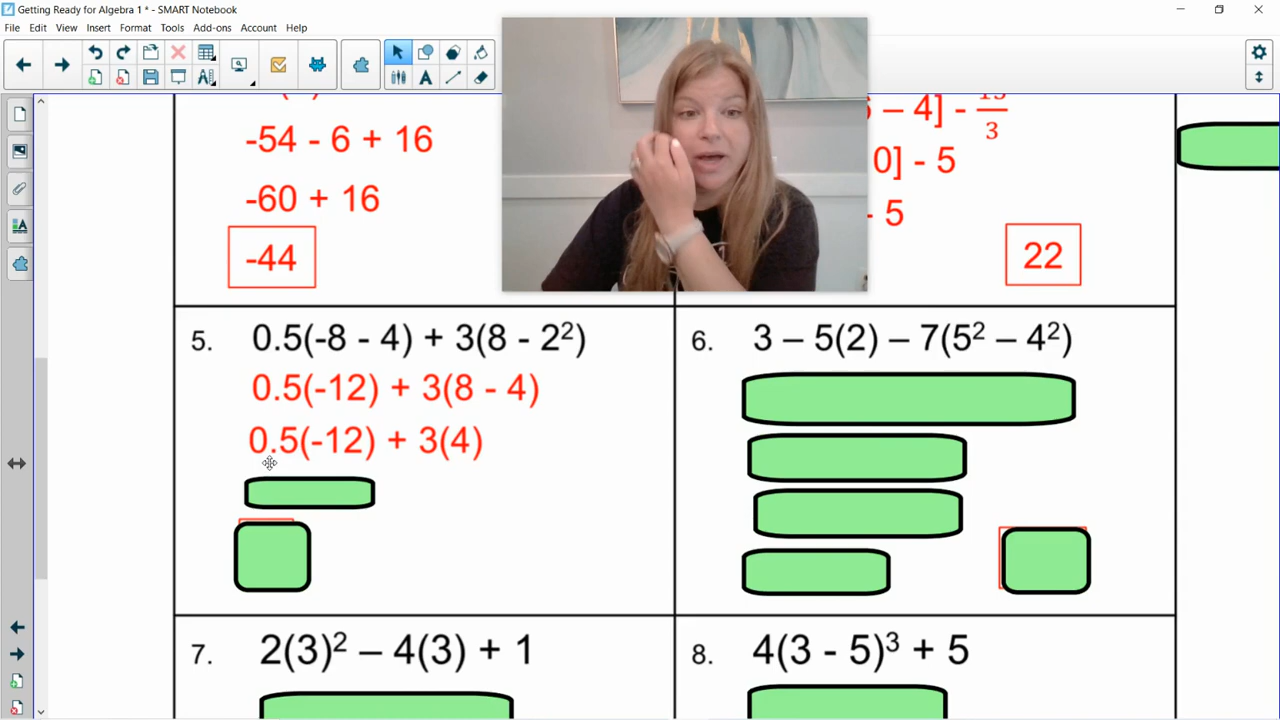 Getting Ready for Algebra 1 * - SMART Notebook
File Edit View Insert Format Tools Add-ons Account Help
-54 - 6 + 16
-60 + 16
-44
– 4] - 15/3
0] - 5
- 5
22
5. 0.5(-8 - 4) + 3(8 - 2²)
0.5(-12) + 3(8 - 4)
0.5(-12) + 3(4)
6. 3 – 5(2) – 7(5² – 4²)
7. 2(3)² – 4(3) + 1
8. 4(3 - 5)³ + 5